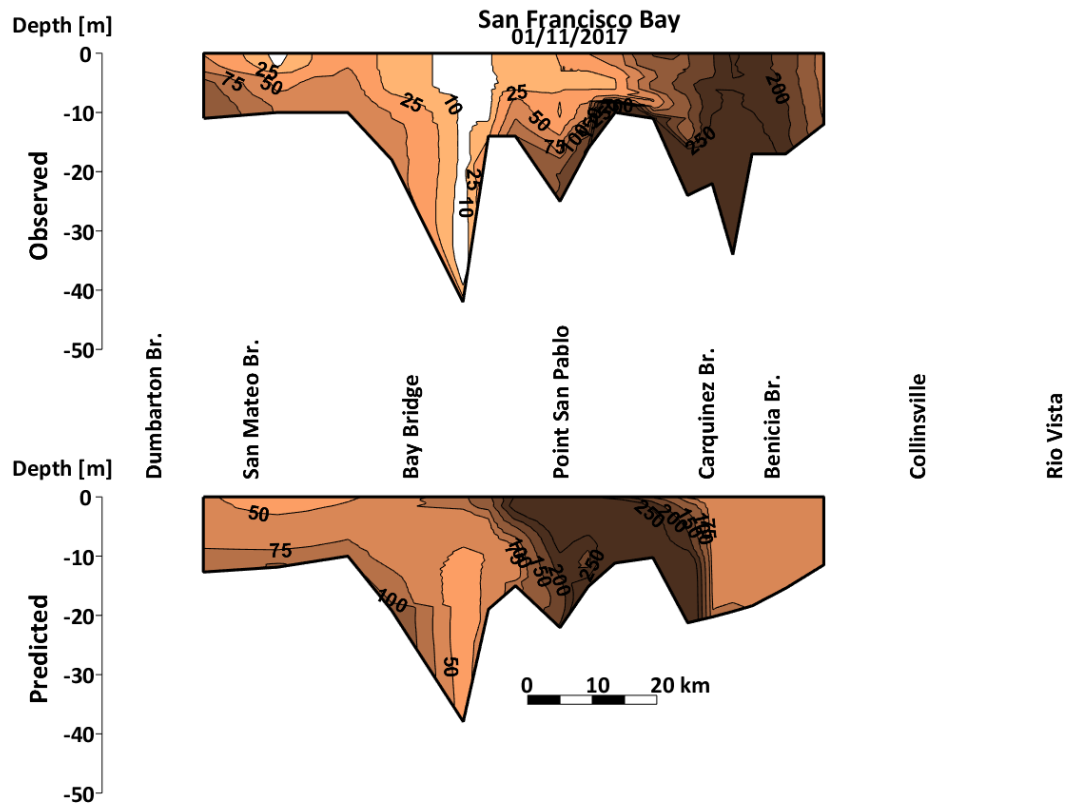 San Francisco Bay
01/11/2017
Depth [m]
0
-10
-20
-30
-40
-50
Observed
75
25
50
25
10
25
10
25
50
75
100
250
200
Dumbarton Br.
San Mateo Br.
Bay Bridge
Point San Pablo
Carquinez Br.
Benicia Br.
Collinsville
Rio Vista
Depth [m]
0
-10
-20
-30
-40
-50
Predicted
50
75
100
50
75
100
150
200
250
250
200
150
100
75
0 10 20 km